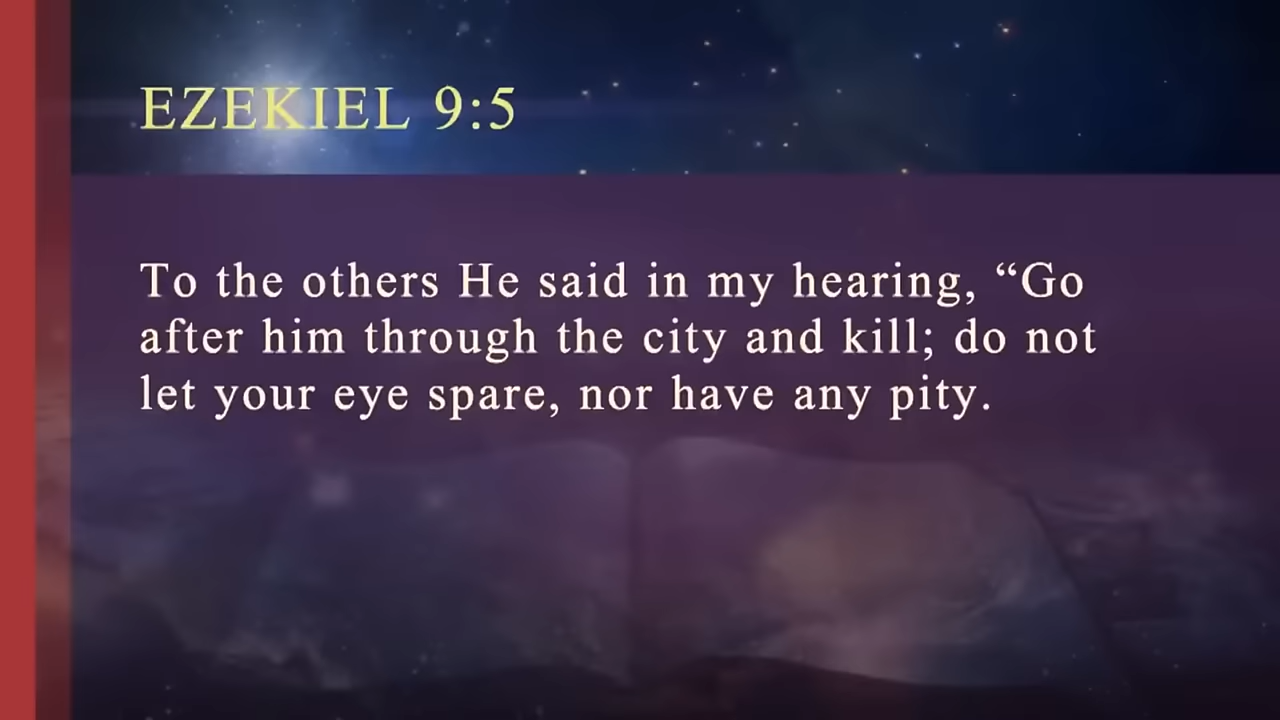 EZEKIEL 9:5
To the others He said in my hearing, “Go
after him through the city and kill; do not
let your eye spare, nor have any pity.